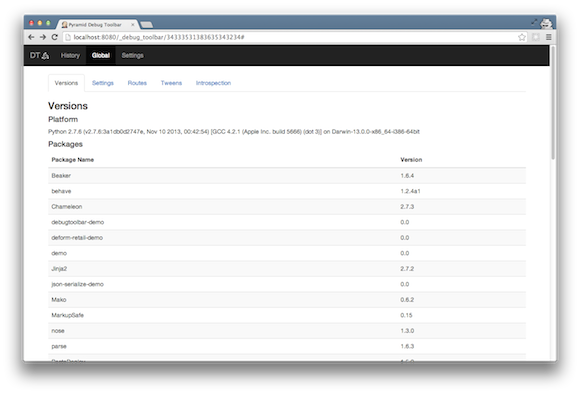 Pyramid Debug Toolbar
localhost:8080/_debug_toolbar/34333531383635343234#
DT History Global Settings
Versions Settings Routes Tweens Introspection
Versions
Platform
Python 2.7.6 (v2.7.6:3a1db0d2747e, Nov 10 2013, 00:42:54) [GCC 4.2.1 (Apple Inc. build 5666) (dot 3)] on Darwin-13.0.0-x86_64-i386-64bit
Packages
Package Name Version
Beaker 1.6.4
behave 1.2.4a1
Chameleon 2.7.3
debugtoolbar-demo 0.0
deform-retail-demo 0.0
demo 0.0
Jinja2 2.7.2
json-serialize-demo 0.0
Mako 0.6.2
MarkupSafe 0.15
nose 1.3.0
parse 1.6.3